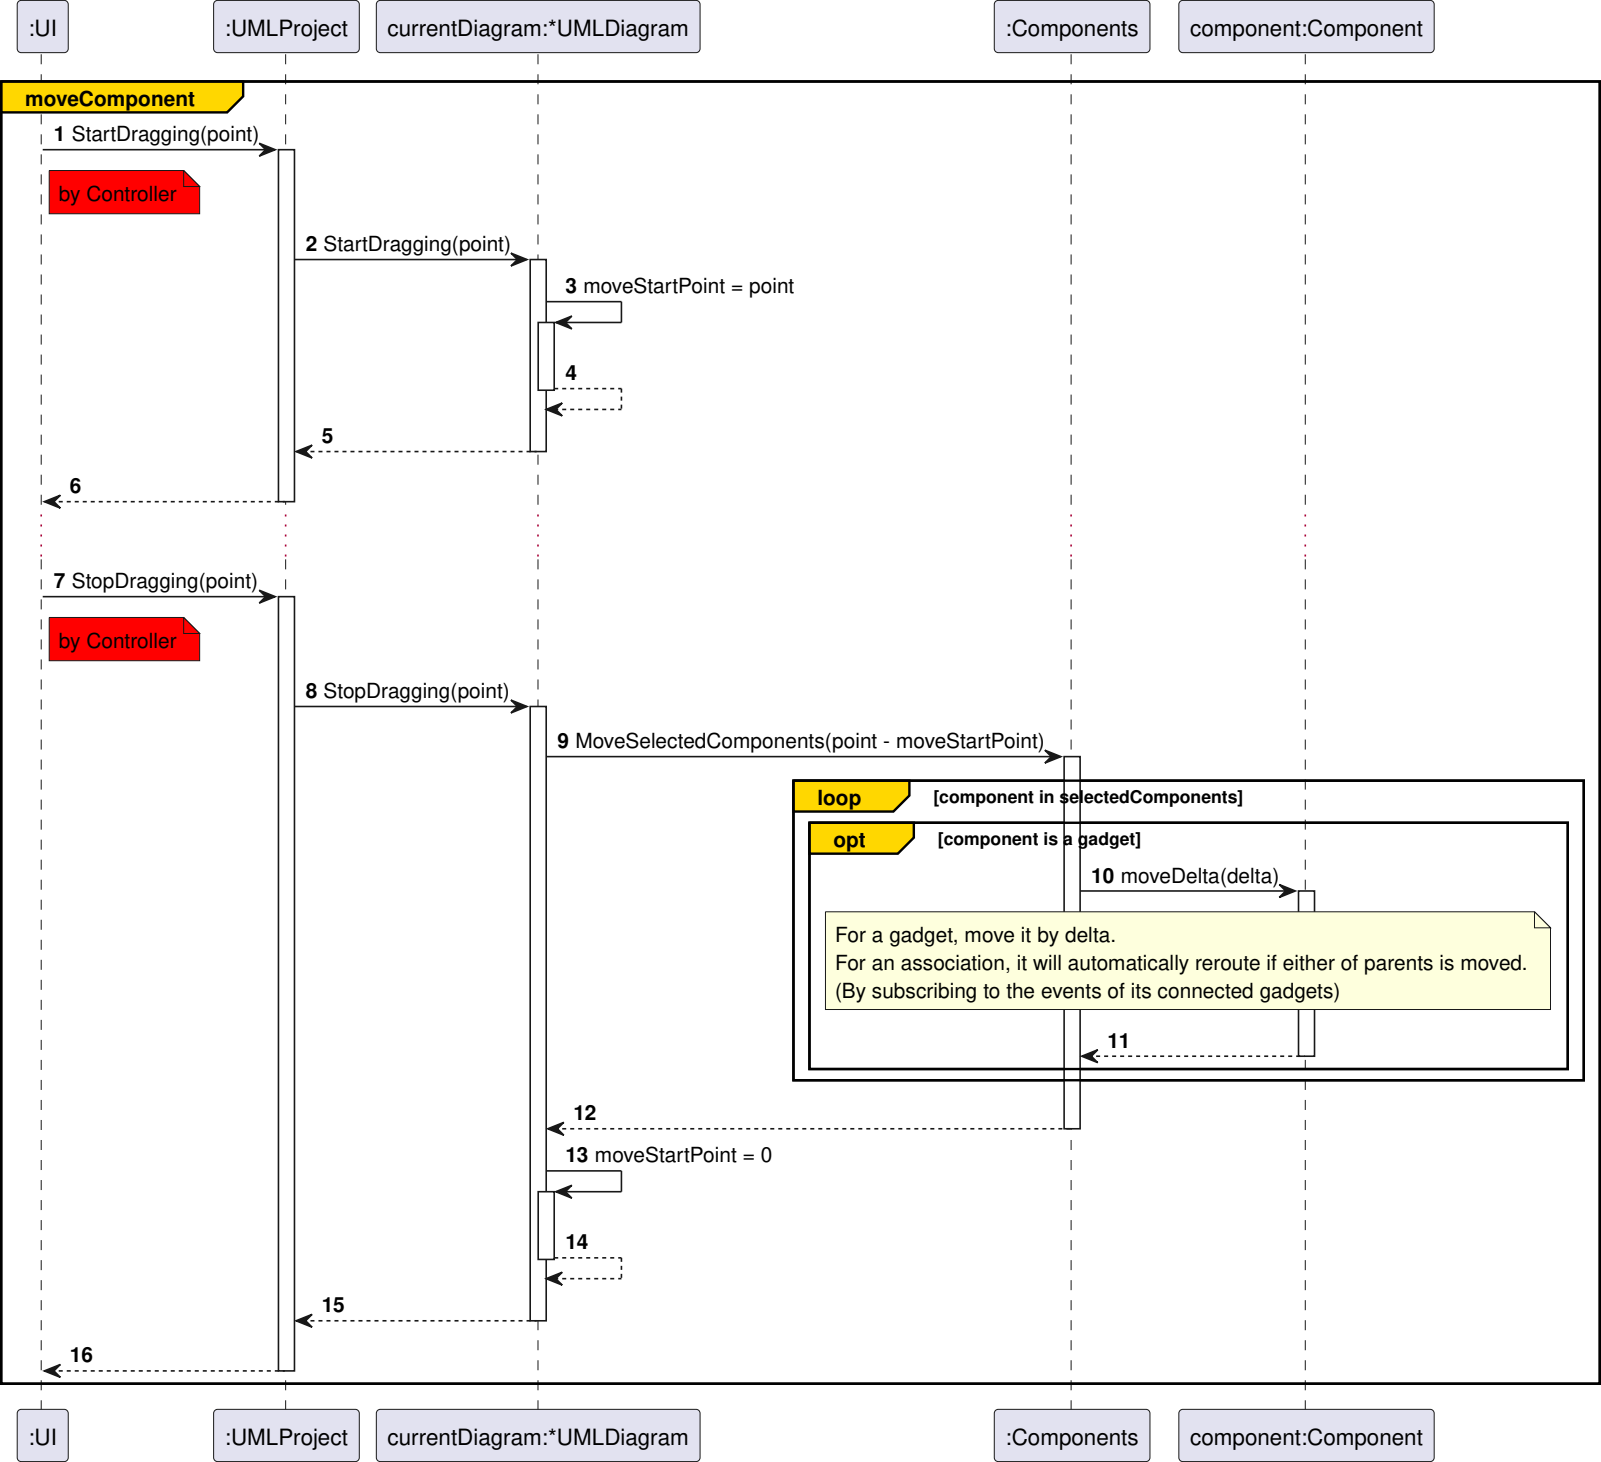 :UI
:UMLProject
currentDiagram:*UMLDiagram
:Components
component:Component
moveComponent
1 StartDragging(point)
by Controller
2 StartDragging(point)
3 moveStartPoint = point
4
5
6
7 StopDragging(point)
by Controller
8 StopDragging(point)
9 MoveSelectedComponents(point - moveStartPoint)
loop [component in selectedComponents]
opt [component is a gadget]
10 moveDelta(delta)
For a gadget, move it by delta.
For an association, it will automatically reroute if either of parents is moved.
(By subscribing to the events of its connected gadgets)
11
12
13 moveStartPoint = 0
14
15
16
:UI
:UMLProject
currentDiagram:*UMLDiagram
:Components
component:Component